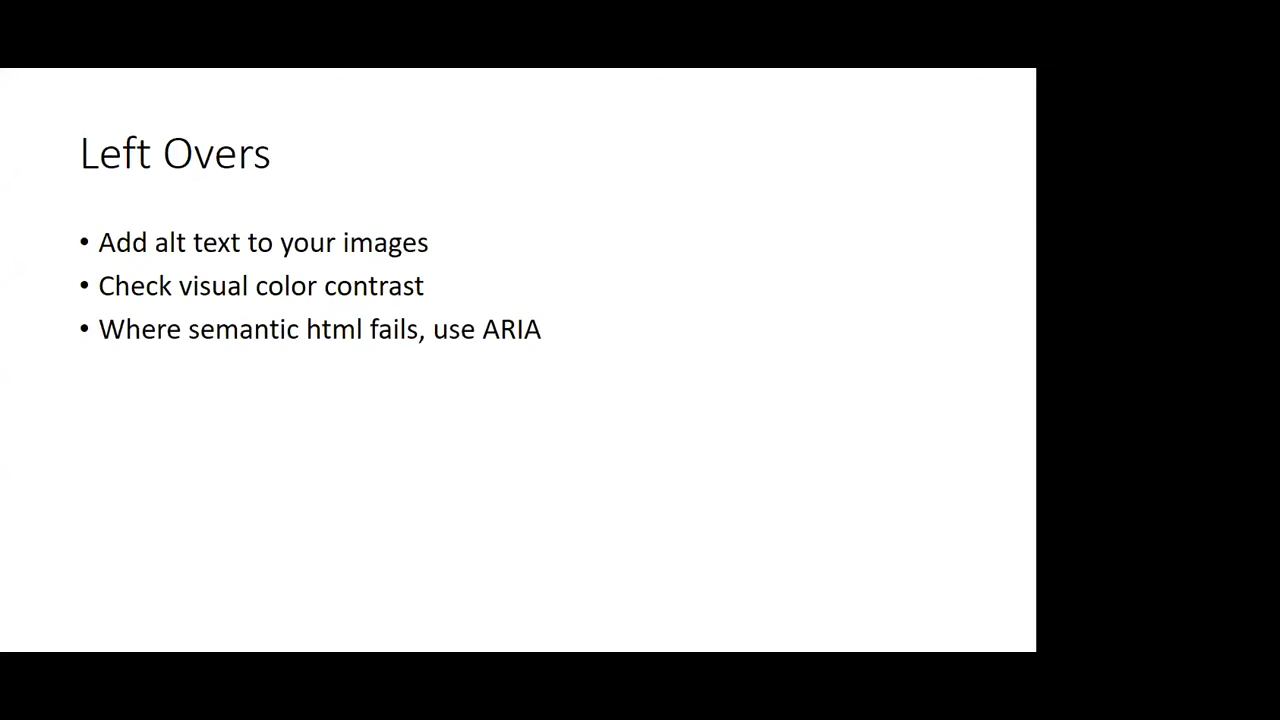 Left Overs
• Add alt text to your images
• Check visual color contrast
• Where semantic html fails, use ARIA